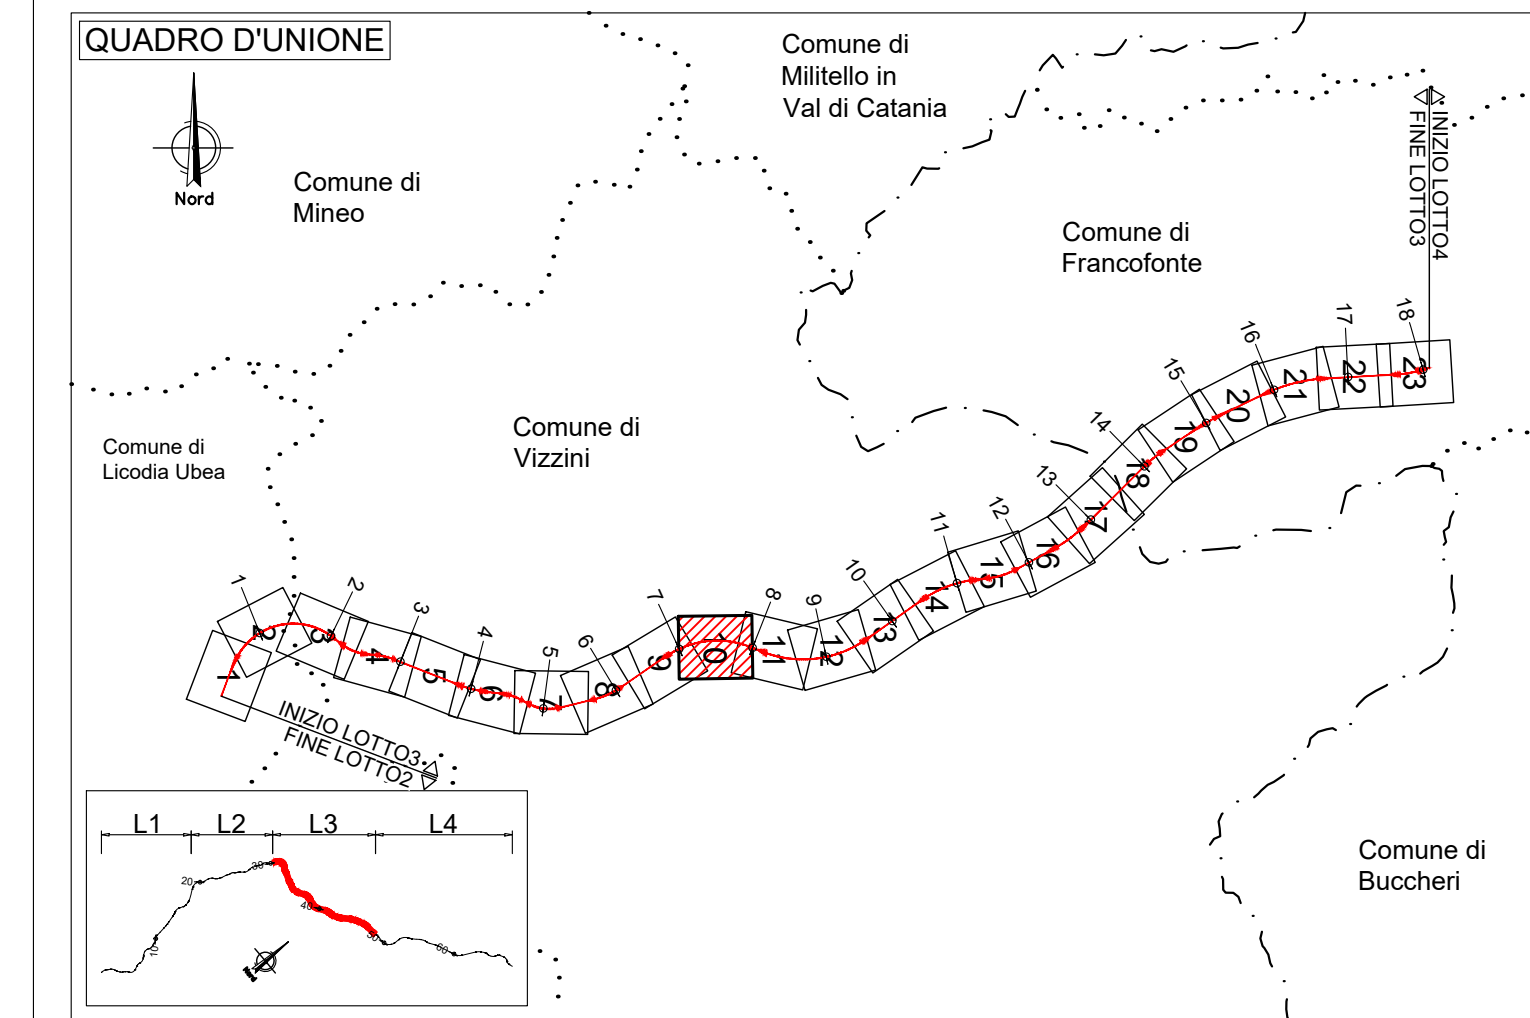 QUADRO D'UNIONE
Nord
Comune di
Mineo
Comune di
Militello in
Val di Catania
Comune di
Francofonte
INIZIO LOTTO4
FINE LOTTO3
Comune di
Licodia Ubea
Comune di
Vizzini
Comune di
Buccheri
1
2
3
4
5
6
7
8
9
10
11
12
13
14
15
16
17
18
1
2
3
4
5
6
7
8
9
10
11
12
13
14
15
16
17
18
19
20
21
22
23
INIZIO LOTTO3
FINE LOTTO2
L1
L2
L3
L4
10
20
30
40
50
60
Nord